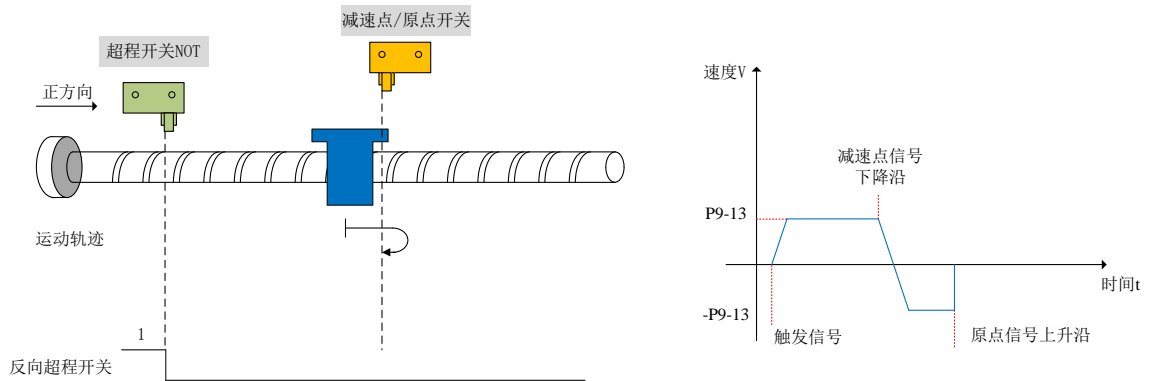 减速点/原点开关
超程开关NOT
正方向
运动轨迹
1
反向超程开关
速度V
减速点信号
下降沿
P9-13
时间t
-P9-13
触发信号
原点信号上升沿